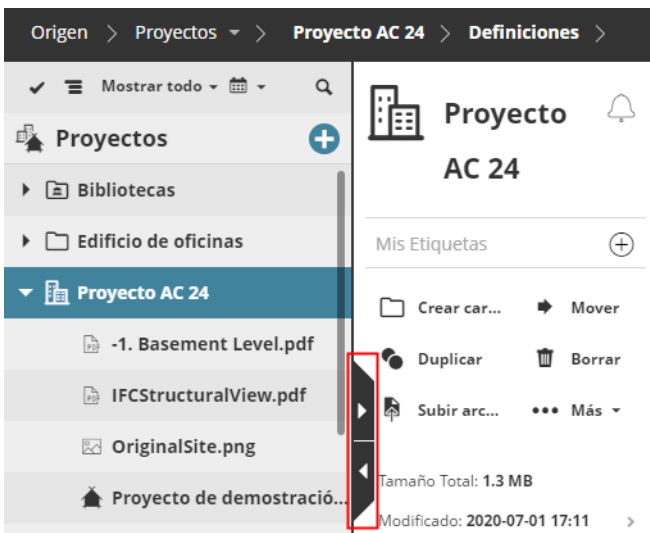 Origen > Proyectos > Proyecto AC 24 > Definiciones >
Mostrar todo
Proyectos
Bibliotecas
Edificio de oficinas
Proyecto AC 24
-1. Basement Level.pdf
IFCStructuralView.pdf
OriginalSite.png
Proyecto de demostració...
Proyecto
AC 24
Mis Etiquetas
Crear car... Mover
Duplicar Borrar
Subir arc... Más
Tamaño Total: 1.3 MB
Modificado: 2020-07-01 17:11 >